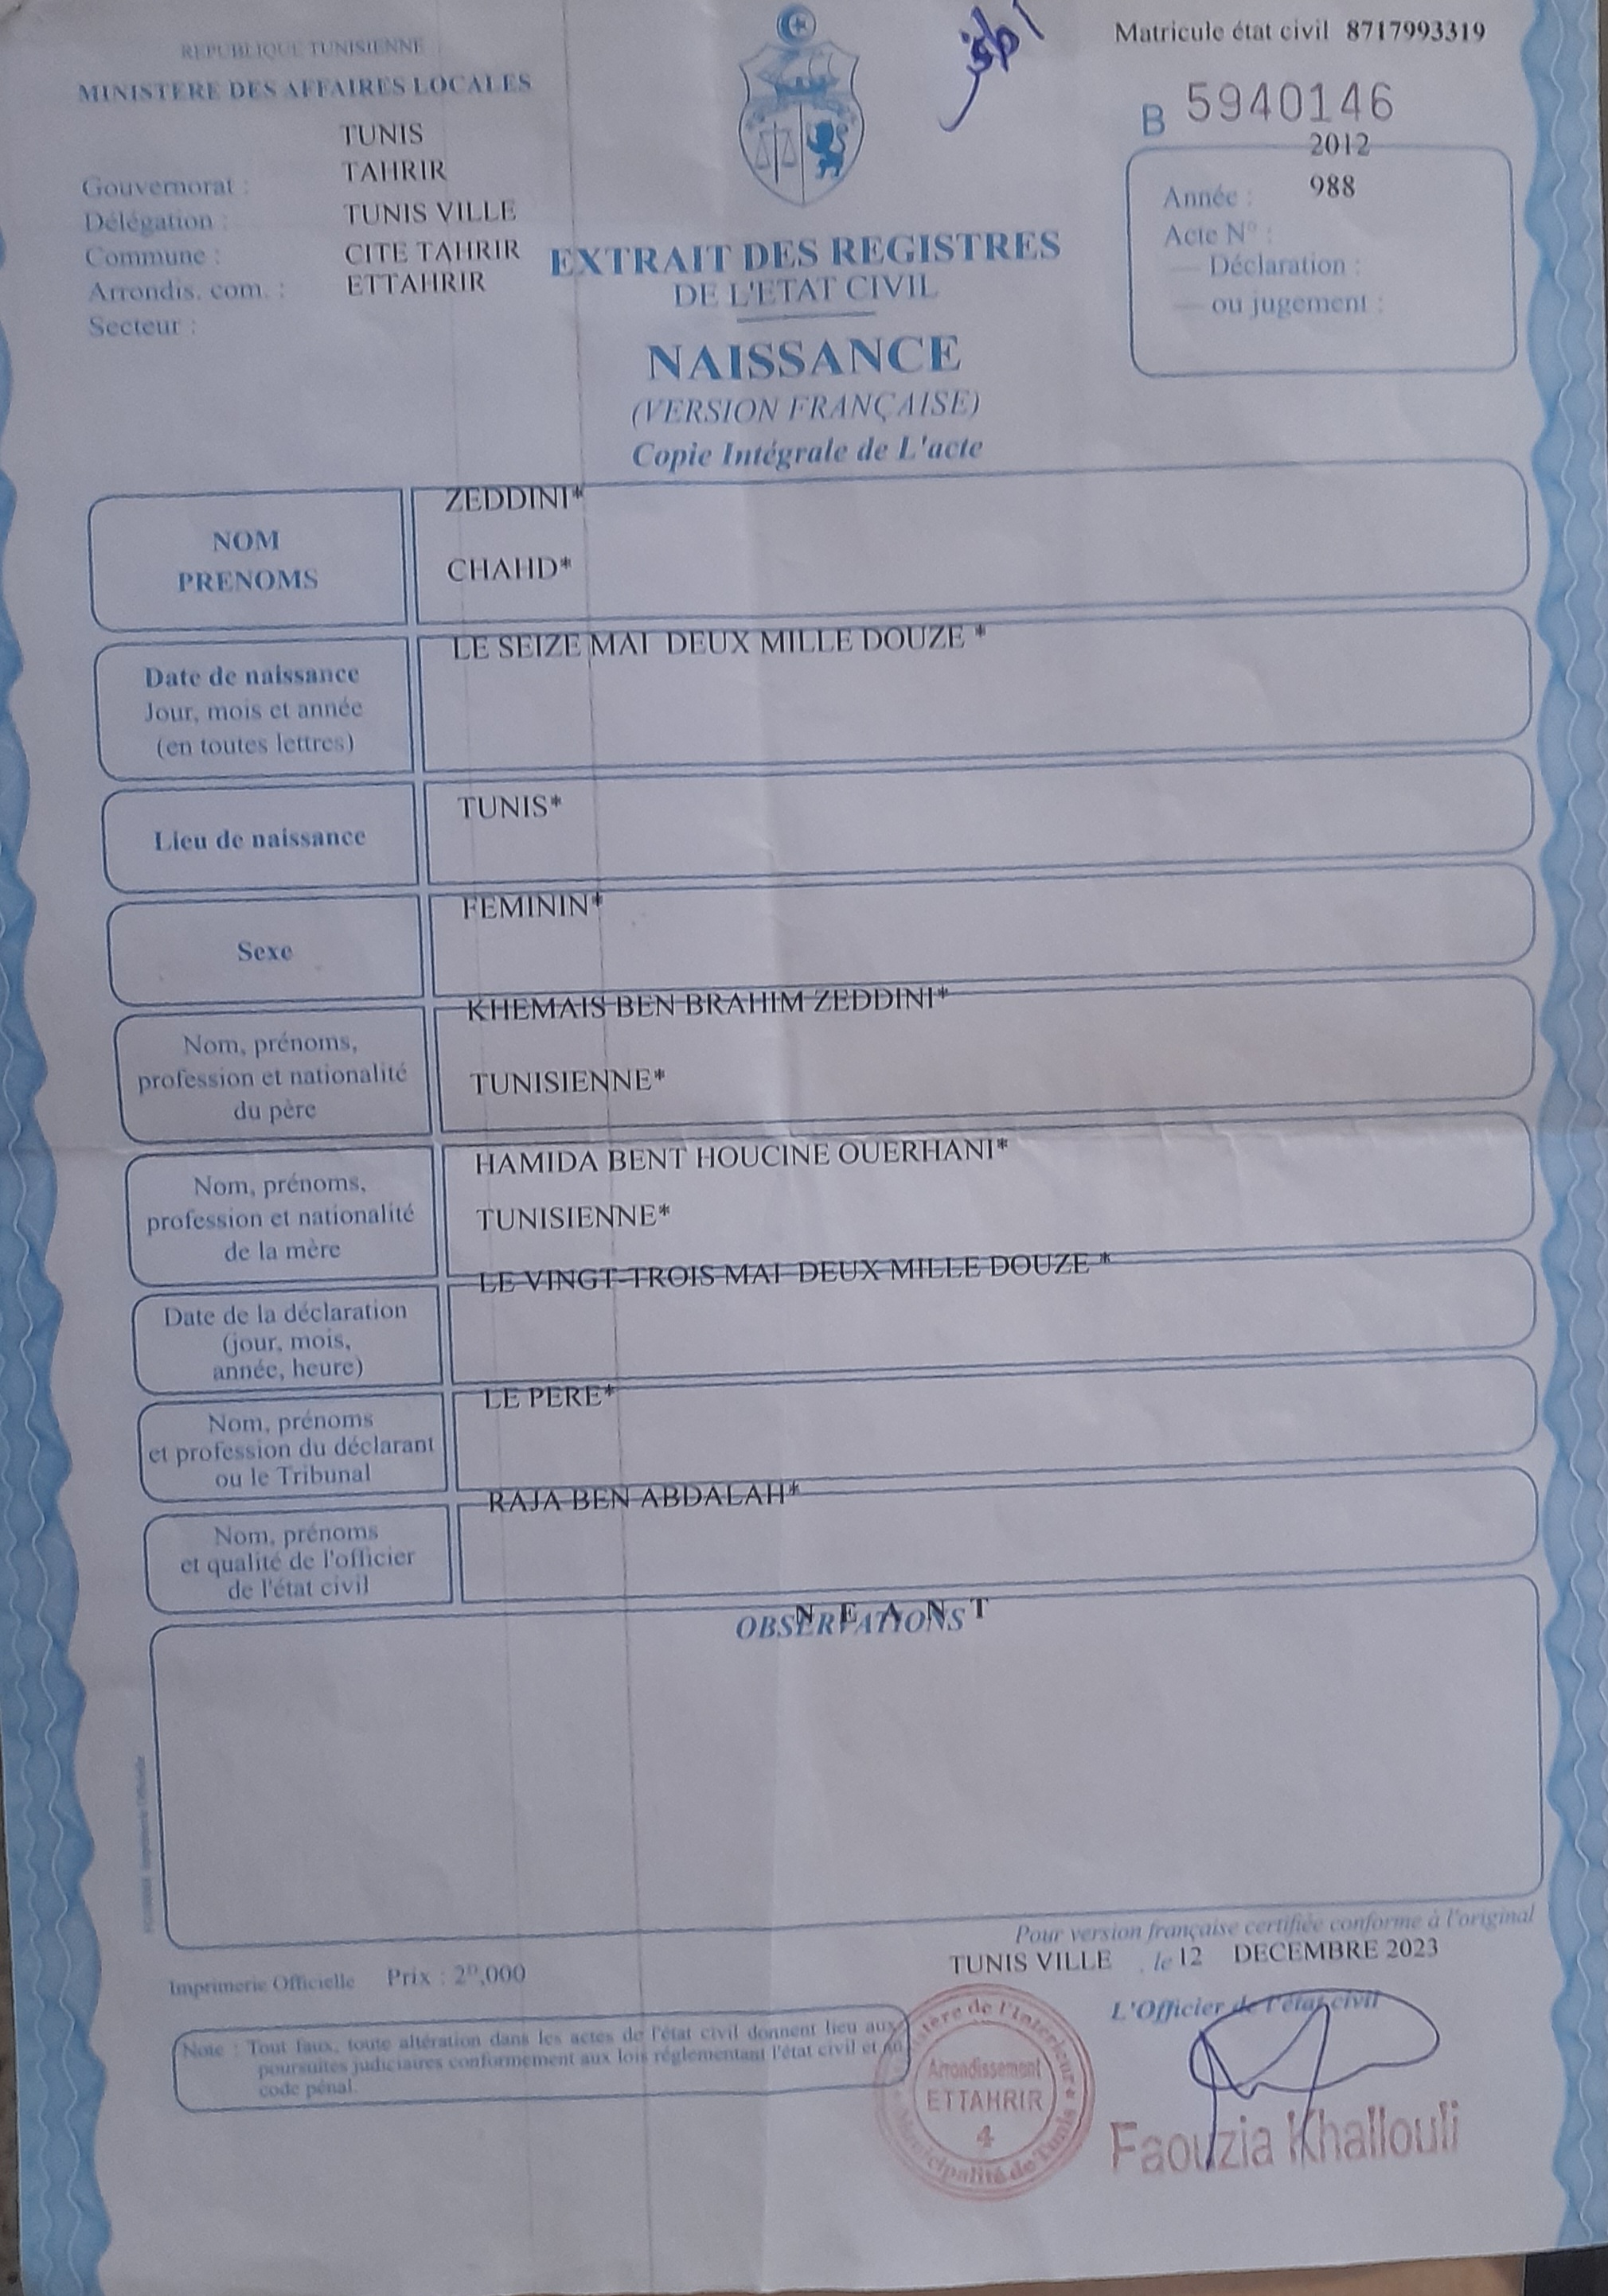 REPUBLIQUE TUNISIENNE
MINISTERE DES AFFAIRES LOCALES
Matricule état civil 8717993319
B 5940146
Gouvernorat : TUNIS
Délégation : TAHRIR
Commune : TUNIS VILLE
Arrondis. com. : CITE TAHRIR
Secteur : ETTAHRIR
Année : 2012
Acte N° : 988
— Déclaration :
— ou jugement :
EXTRAIT DES REGISTRES
DE L'ETAT CIVIL
NAISSANCE
(VERSION FRANÇAISE)
Copie Intégrale de L'acte
NOM
ZEDDINI*
PRENOMS
CHAHD*
Date de naissance
Jour, mois et année
(en toutes lettres)
LE SEIZE MAI DEUX MILLE DOUZE *
Lieu de naissance
TUNIS*
Sexe
FEMININ*
Nom, prénoms,
profession et nationalité
du père
KHEMAIS BEN BRAHIM ZEDDINI*
TUNISIENNE*
Nom, prénoms,
profession et nationalité
de la mère
HAMIDA BENT HOUCINE OUERHANI*
TUNISIENNE*
Date de la déclaration
(jour, mois,
année, heure)
LE VINGT-TROIS MAI DEUX MILLE DOUZE *
Nom, prénoms
et profession du déclarant
ou le Tribunal
LE PERE*
Nom, prénoms
et qualité de l'officier
de l'état civil
RAJA BEN ABDALAH*
OBSERVATIONS
N E A N T
Pour version française certifiée conforme à l'original
TUNIS VILLE , le 12 DECEMBRE 2023
Imprimerie Officielle Prix : 2ᴰ,000
L'Officier de l'état civil
Note : Tout faux, toute altération dans les actes de l'état civil donnent lieu aux
poursuites judiciaires conformement aux lois réglementant l'état civil et au
code pénal.
Ministère de l'Intérieur
Arrondissement
ETTAHRIR
4
Municipalité de Tunis
Faouzia Khallouli